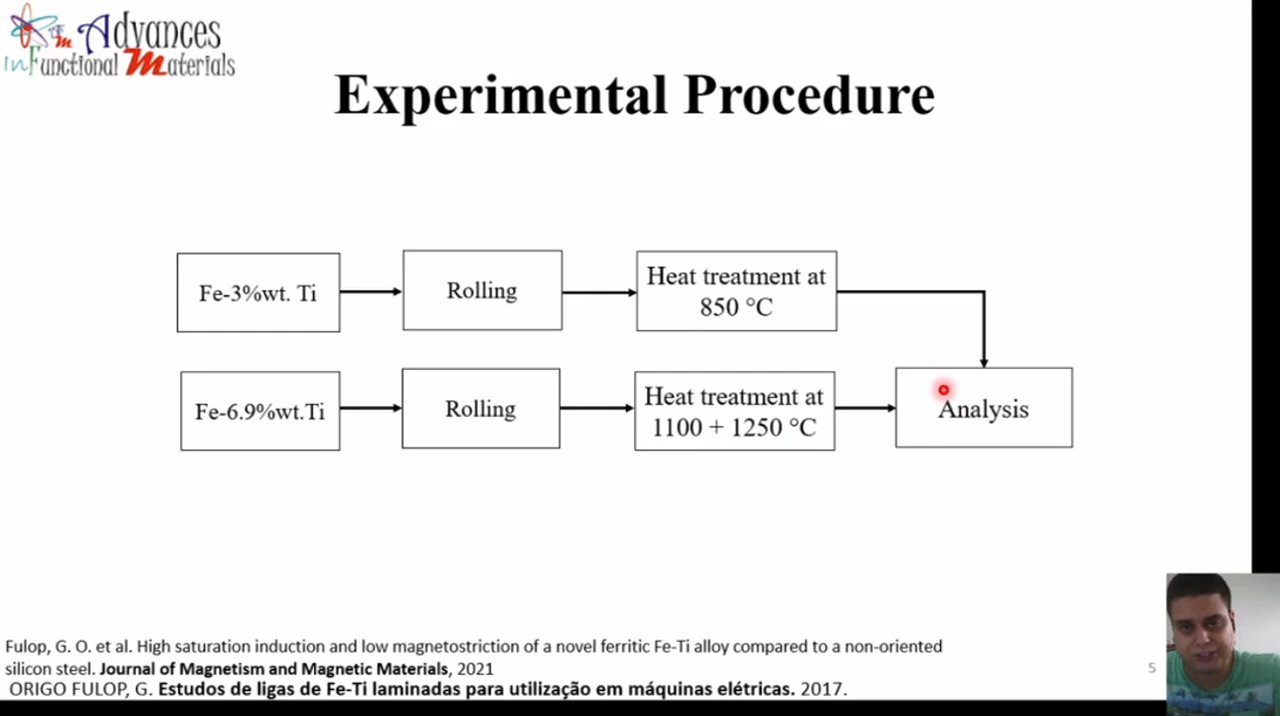 Advances
in Functional Materials
Experimental Procedure
Fe-3%wt. Ti
Rolling
Heat treatment at
850 °C
Fe-6.9%wt.Ti
Rolling
Heat treatment at
1100 + 1250 °C
Analysis
Fulop, G. O. et al. High saturation induction and low magnetostriction of a novel ferritic Fe-Ti alloy compared to a non-oriented
silicon steel. Journal of Magnetism and Magnetic Materials, 2021
ORIGO FULOP, G. Estudos de ligas de Fe-Ti laminadas para utilização em máquinas elétricas. 2017.
5